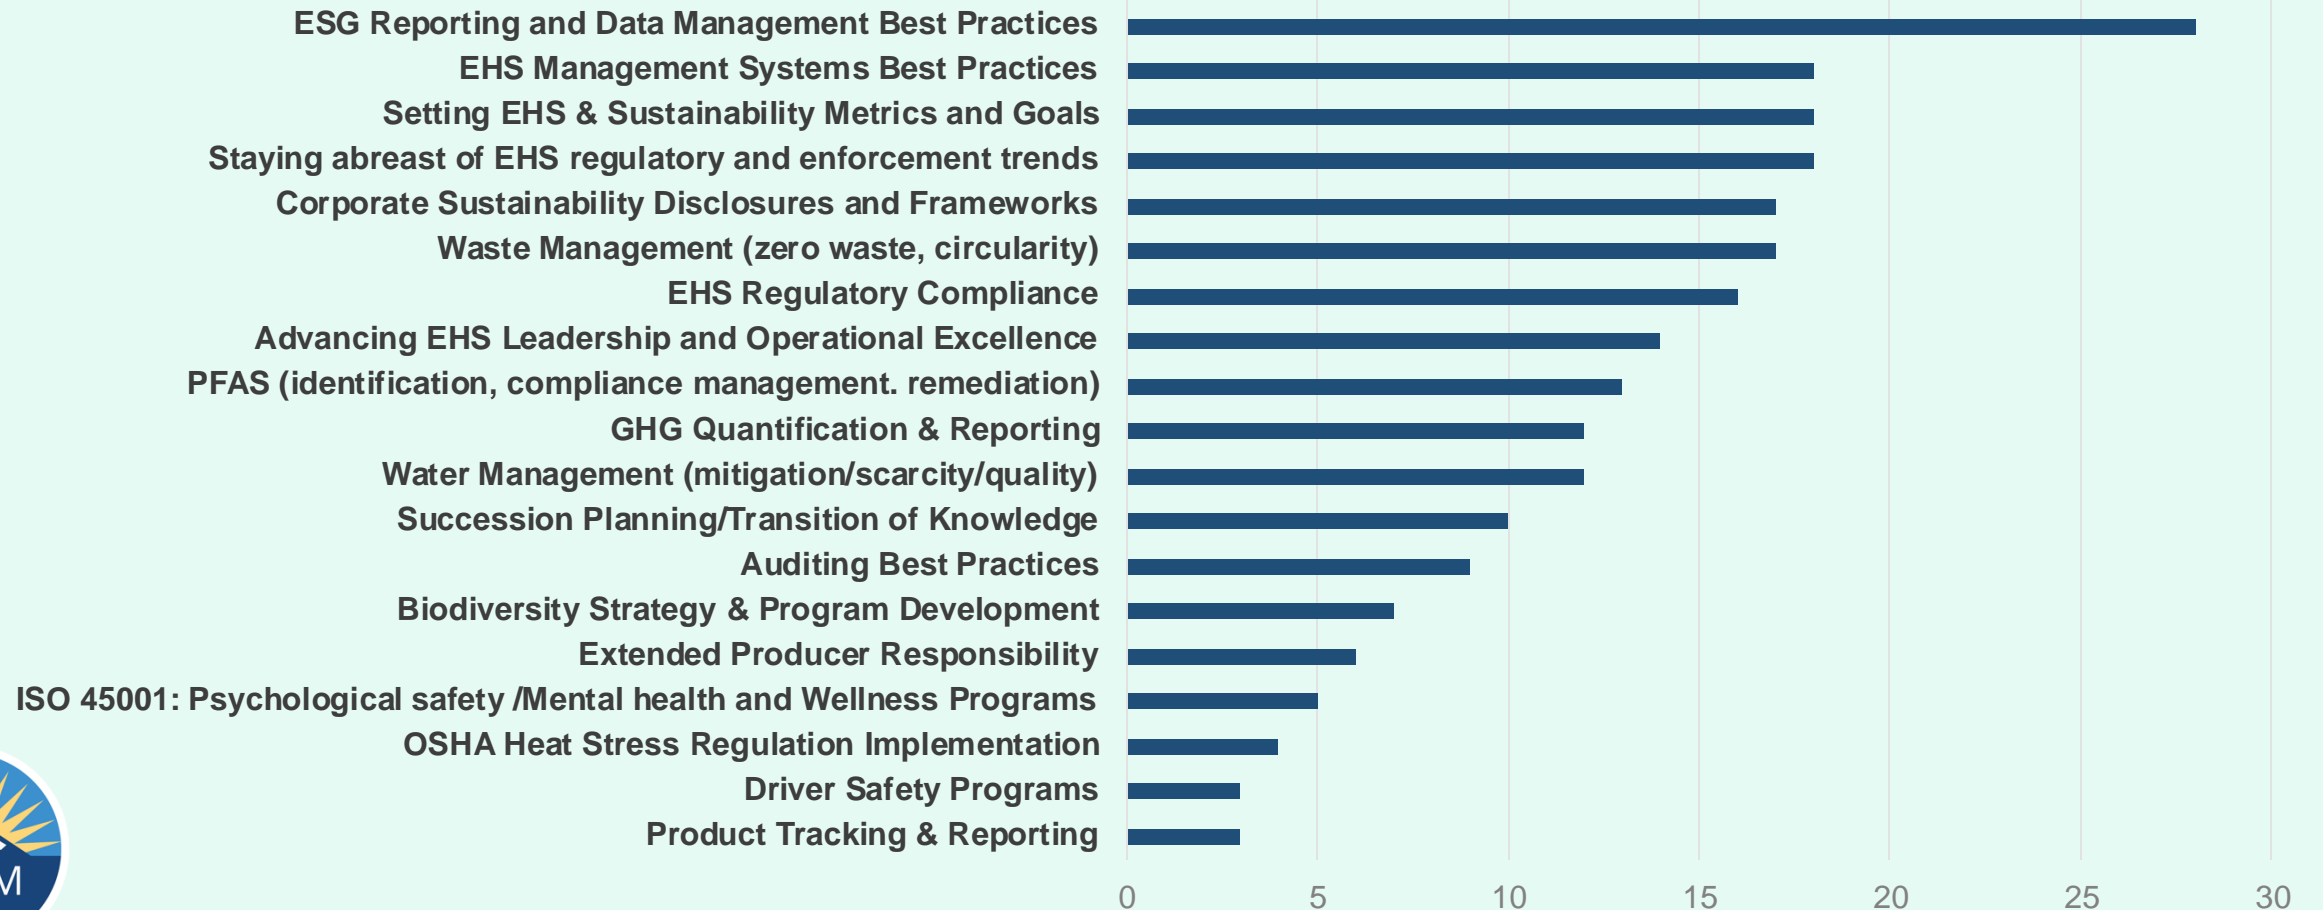 ESG Reporting and Data Management Best Practices
EHS Management Systems Best Practices
Setting EHS & Sustainability Metrics and Goals
Staying abreast of EHS regulatory and enforcement trends
Corporate Sustainability Disclosures and Frameworks
Waste Management (zero waste, circularity)
EHS Regulatory Compliance
Advancing EHS Leadership and Operational Excellence
PFAS (identification, compliance management. remediation)
GHG Quantification & Reporting
Water Management (mitigation/scarcity/quality)
Succession Planning/Transition of Knowledge
Auditing Best Practices
Biodiversity Strategy & Program Development
Extended Producer Responsibility
ISO 45001: Psychological safety /Mental health and Wellness Programs
OSHA Heat Stress Regulation Implementation
Driver Safety Programs
Product Tracking & Reporting
0 5 10 15 20 25 30
M